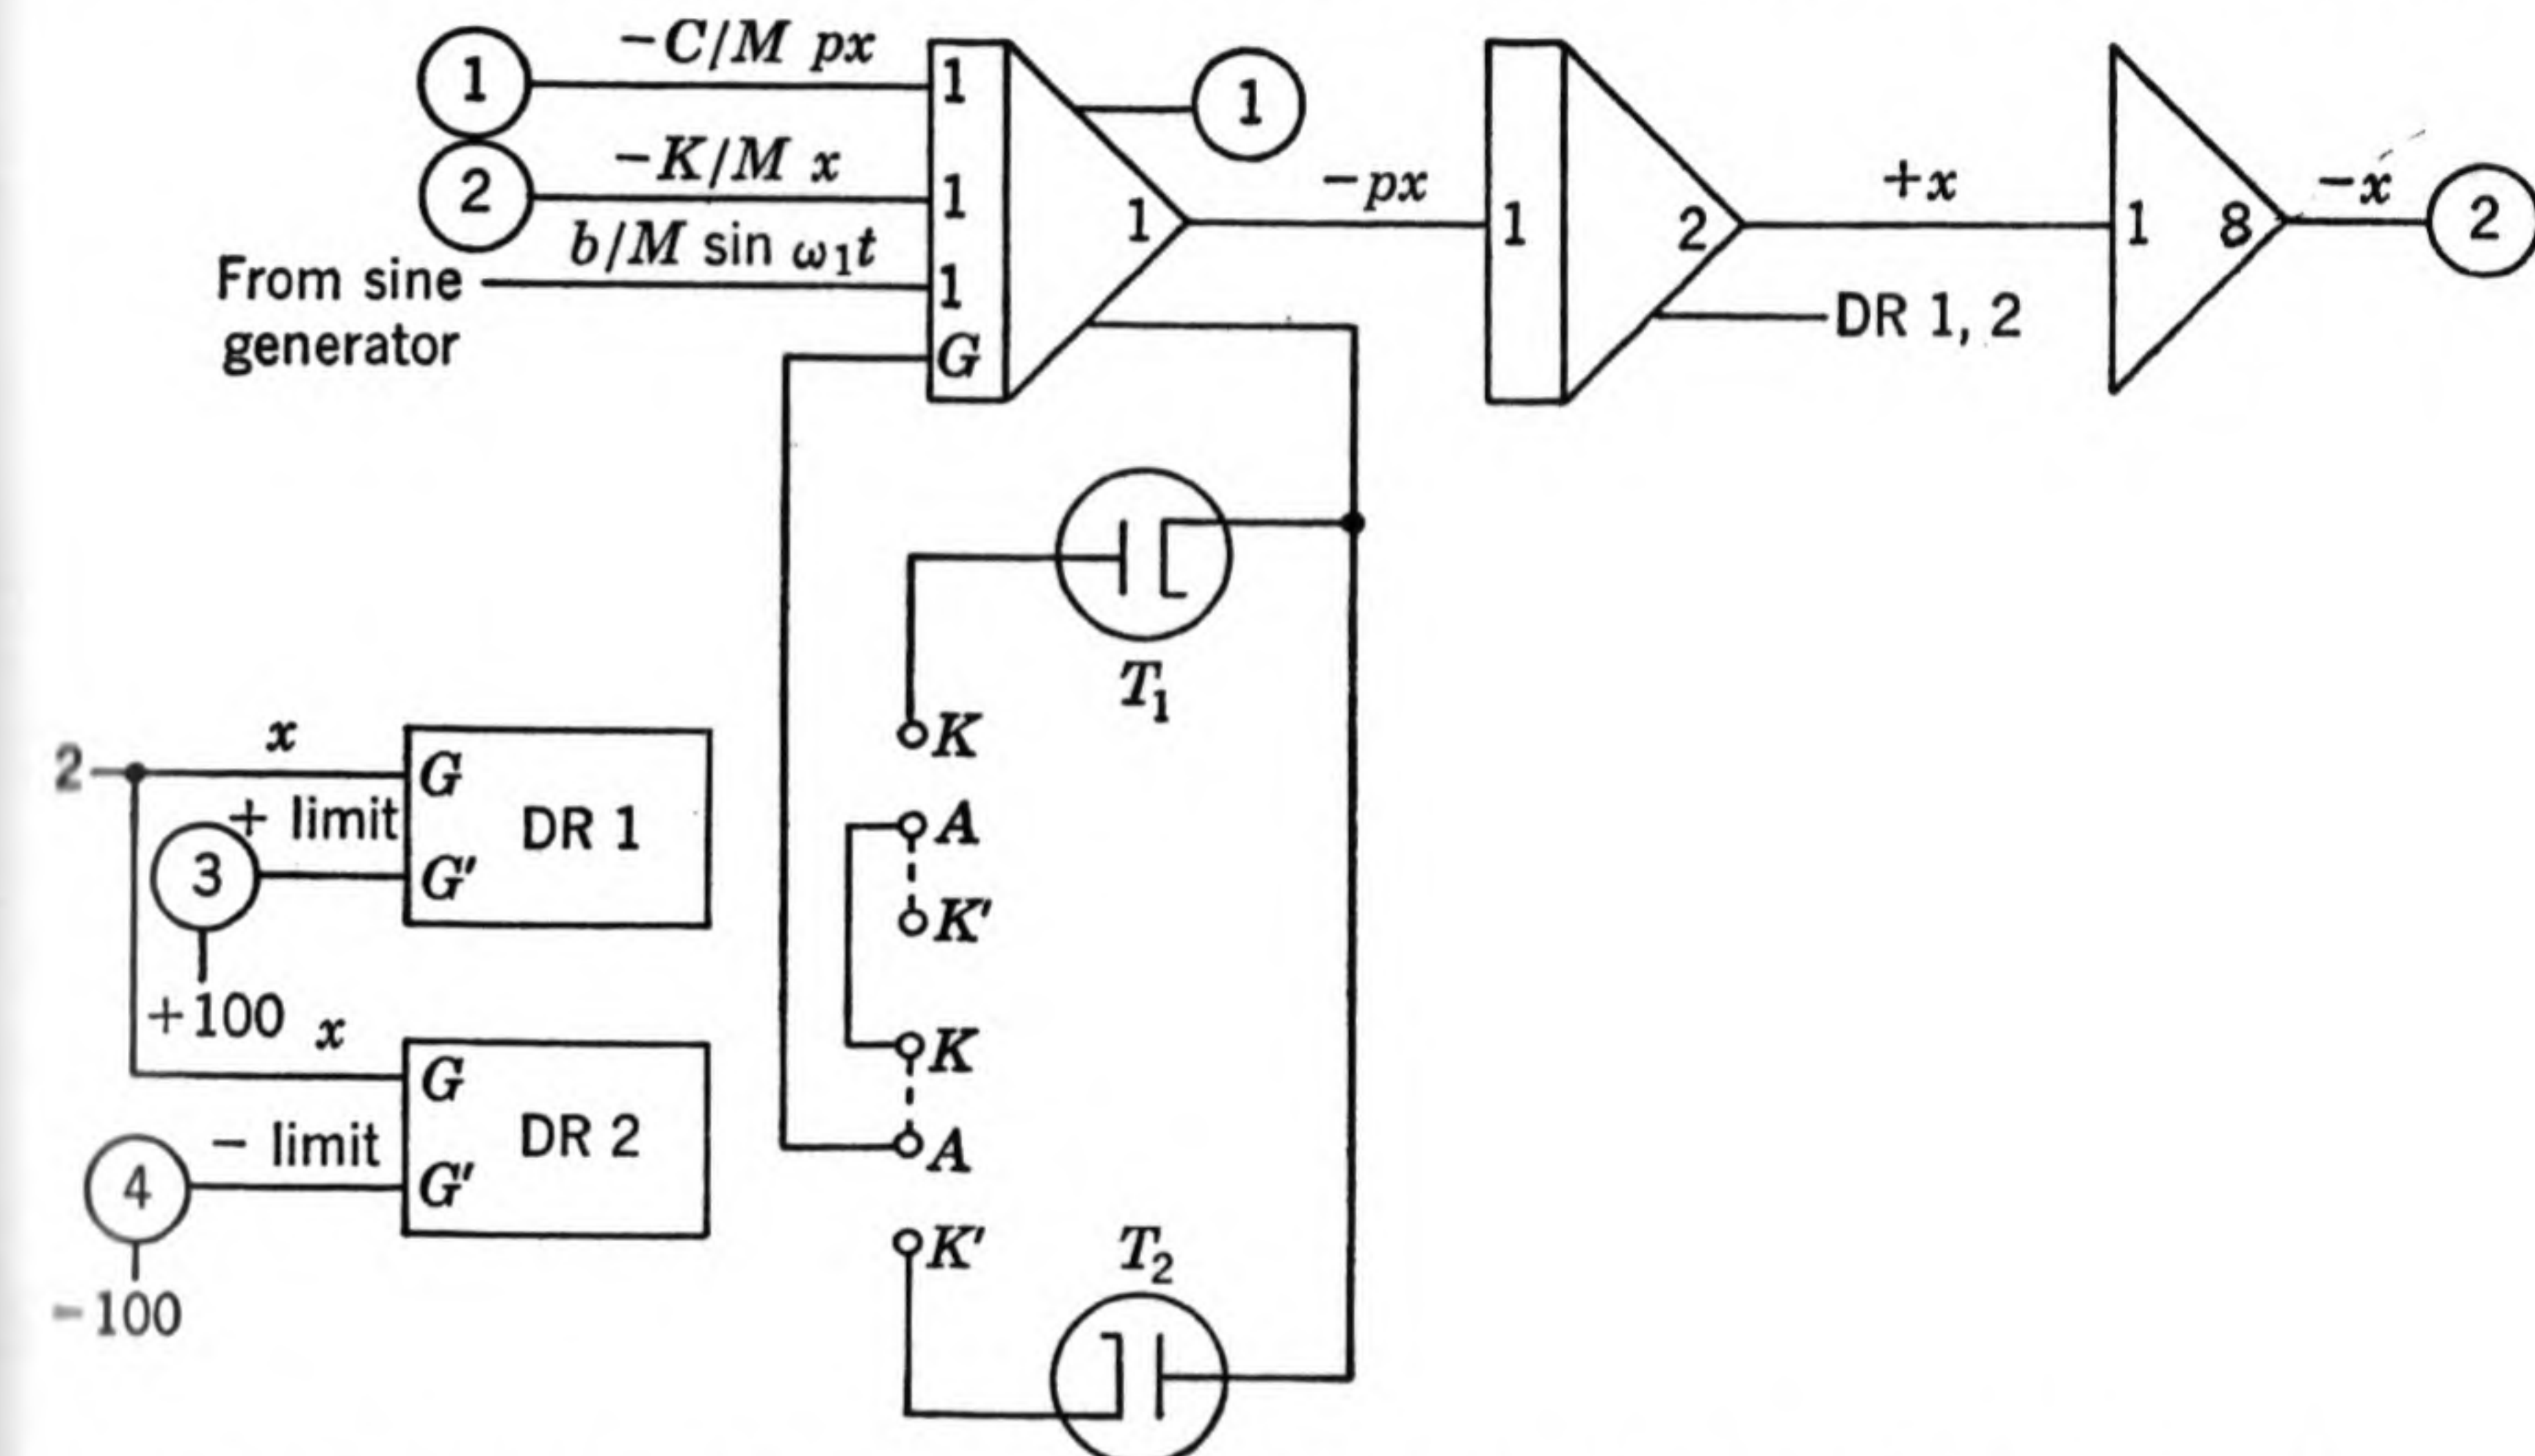 1
−C/M px
1
1
2
−K/M x
1
1
−px
1
2
+x
1
8
−x
2
b/M sin ω₁t
From sine
generator
1
G
DR 1, 2
T₁
K
2
x
G
DR 1
+ limit
3
G′
A
K′
+100
x
G
DR 2
K
− limit
4
G′
A
K′
T₂
−100